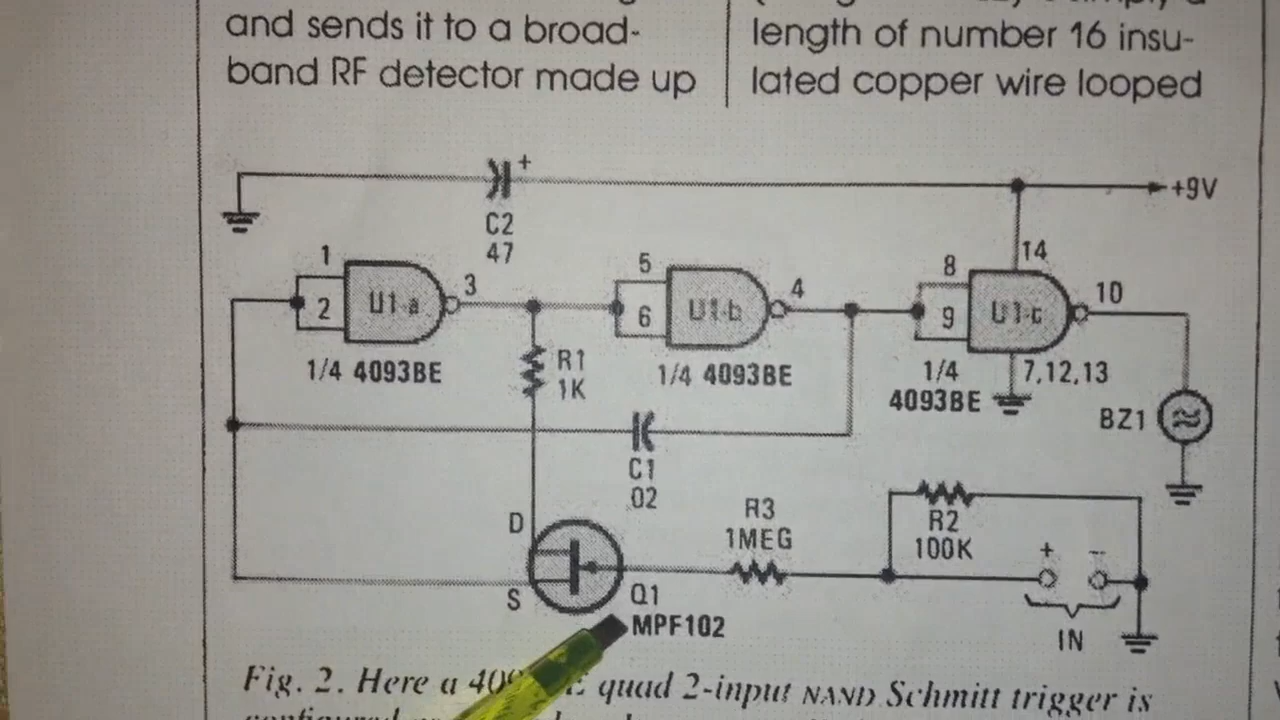 and sends it to a broad-
band RF detector made up
length of number 16 insu-
lated copper wire looped
+
C2
47
+9V
1
2
3
U1-a
1/4 4093BE
R1
1K
5
6
4
U1-b
1/4 4093BE
8
9
14
10
U1-c
1/4
4093BE
7,12,13
BZ1
C1
02
D
S
Q1
MPF102
R3
1MEG
R2
100K
+ –
IN
Fig. 2. Here a quad 2-input NAND Schmitt trigger is